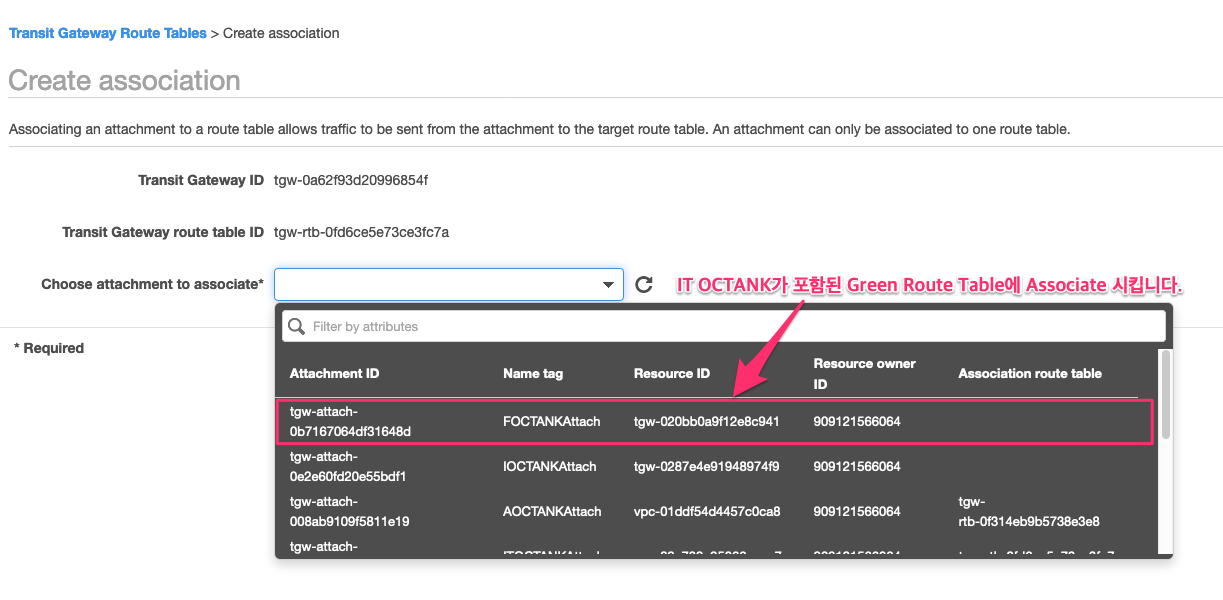 Transit Gateway Route Tables > Create association
Create association
Associating an attachment to a route table allows traffic to be sent from the attachment to the target route table. An attachment can only be associated to one route table.
Transit Gateway ID tgw-0a62f93d20996854f
Transit Gateway route table ID tgw-rtb-0fd6ce5e73ce3fc7a
Choose attachment to associate*
IT OCTANK가 포함된 Green Route Table에 Associate 시킵니다.
* Required
Filter by attributes
Attachment ID Name tag Resource ID Resource owner ID Association route table
tgw-attach-
0b7167064df31648d FOCTANKAttach tgw-020bb0a9f12e8c941 909121566064
tgw-attach-
0e2e60fd20e55bdf1 IOCTANKAttach tgw-0287e4e91948974f9 909121566064
tgw-attach-
008ab9109f5811e19 AOCTANKAttach vpc-01ddf54d4457c0ca8 909121566064 tgw-
rtb-0f314eb9b5738e3e8
tgw-attach-